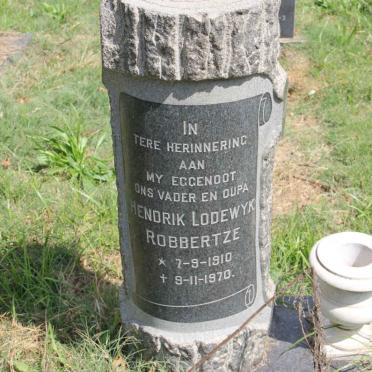 IN
TERE HERINNERING
AAN
MY EGGENOOT
ONS VADER EN OUPA
HENDRIK LODEWYK
ROBBERTZE
* 7-9-1910
+ 9-11-1970.